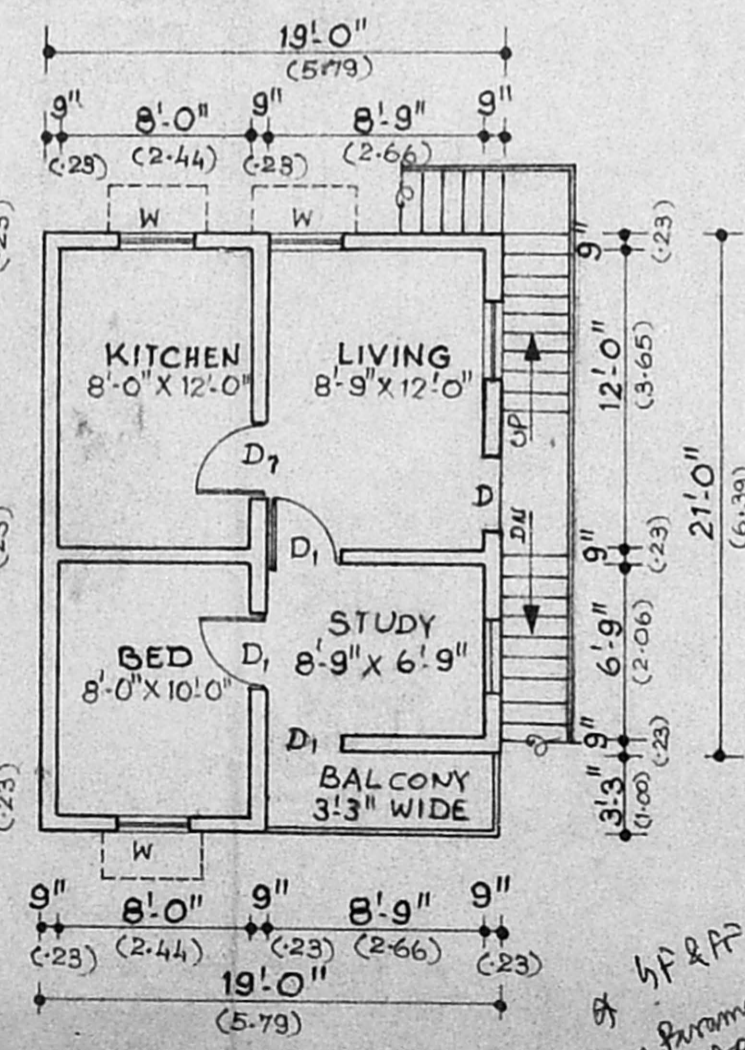 19'-0"
(5.79)
9" 8'-0" 9" 8'-9" 9"
(.23) (2.44) (.23) (2.66)
W W
9" (.23)
KITCHEN
8'-0" X 12'-0"
LIVING
8'-9" X 12'-0"
UP
12'-0" (3.65)
D1
D
D1
DN
21'-0"
9" (.23)
STUDY
8'-9" X 6'-9"
BED
8'-0" X 10'-0"
D1
6'-9" (2.06)
D1
9" (.23)
BALCONY
3'-3" WIDE
3'-3" (1.00)
W
9" 8'-0" 9" 8'-9" 9"
(.23) (2.44) (.23) (2.66) (.23)
19'-0"
(5.79)